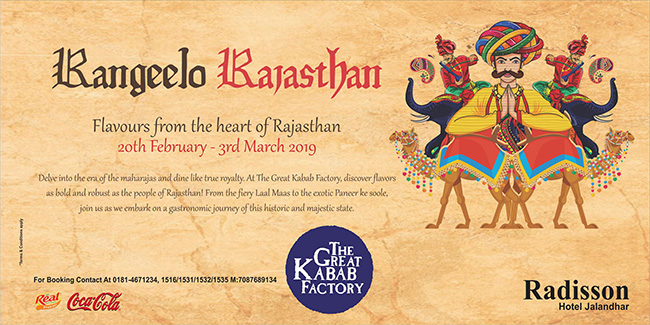 Rangeelo Rajasthan
Flavours from the heart of Rajasthan
20th February - 3rd March 2019
Delve into the era of the maharajas and dine like true royalty. At The Great Kabab Factory, discover flavors
as bold and robust as the people of Rajasthan! From the fiery Laal Maas to the exotic Paneer ke soole,
join us as we embark on a gastronomic journey of this historic and majestic state.
*Terms & Conditions apply
THE
GREAT
KABAB
FACTORY
For Booking Contact At 0181-4671234, 1516/1531/1532/1535 M:7087689134
Réal
Coca-Cola
Radisson
Hotel Jalandhar